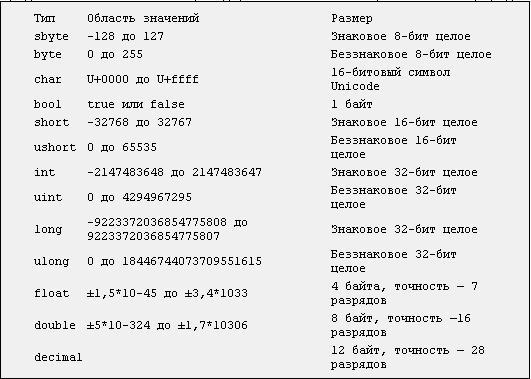 Тип Область значений Размер
sbyte -128 до 127 Знаковое 8-бит целое
byte 0 до 255 Беззнаковое 8-бит целое
char U+0000 до U+ffff 16-битовый символ
Unicode
bool true или false 1 байт
short -32768 до 32767 Знаковое 16-бит целое
ushort 0 до 65535 Беззнаковое 16-бит
целое
int -2147483648 до 2147483647 Знаковое 32-бит целое
uint 0 до 4294967295 Беззнаковое 32-бит
целое
long -9223372036854775808 до
9223372036854775807 Знаковое 32-бит целое
ulong 0 до 18446744073709551615 Беззнаковое 32-бит
целое
float ±1,5*10-45 до ±3,4*1033 4 байта, точность — 7
разрядов
double ±5*10-324 до ±1,7*10306 8 байт, точность —16
разрядов
decimal 12 байт, точность — 28
разрядов